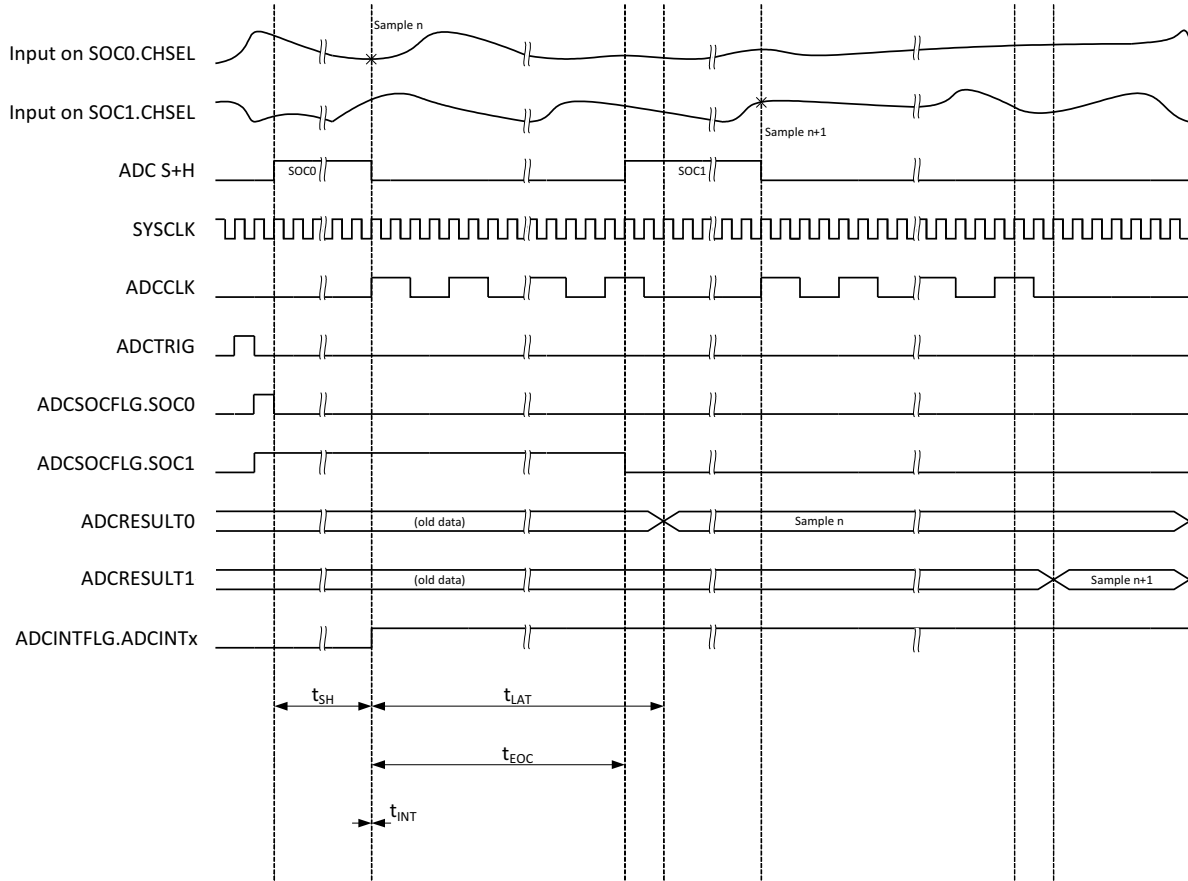 Sample n
Input on SOC0.CHSEL
Input on SOC1.CHSEL
Sample n+1
ADC S+H
SOC0
SOC1
SYSCLK
ADCCLK
ADCTRIG
ADCSOCFLG.SOC0
ADCSOCFLG.SOC1
ADCRESULT0
(old data)
Sample n
ADCRESULT1
(old data)
Sample n+1
ADCINTFLG.ADCINTx
tSH
tLAT
tEOC
tINT